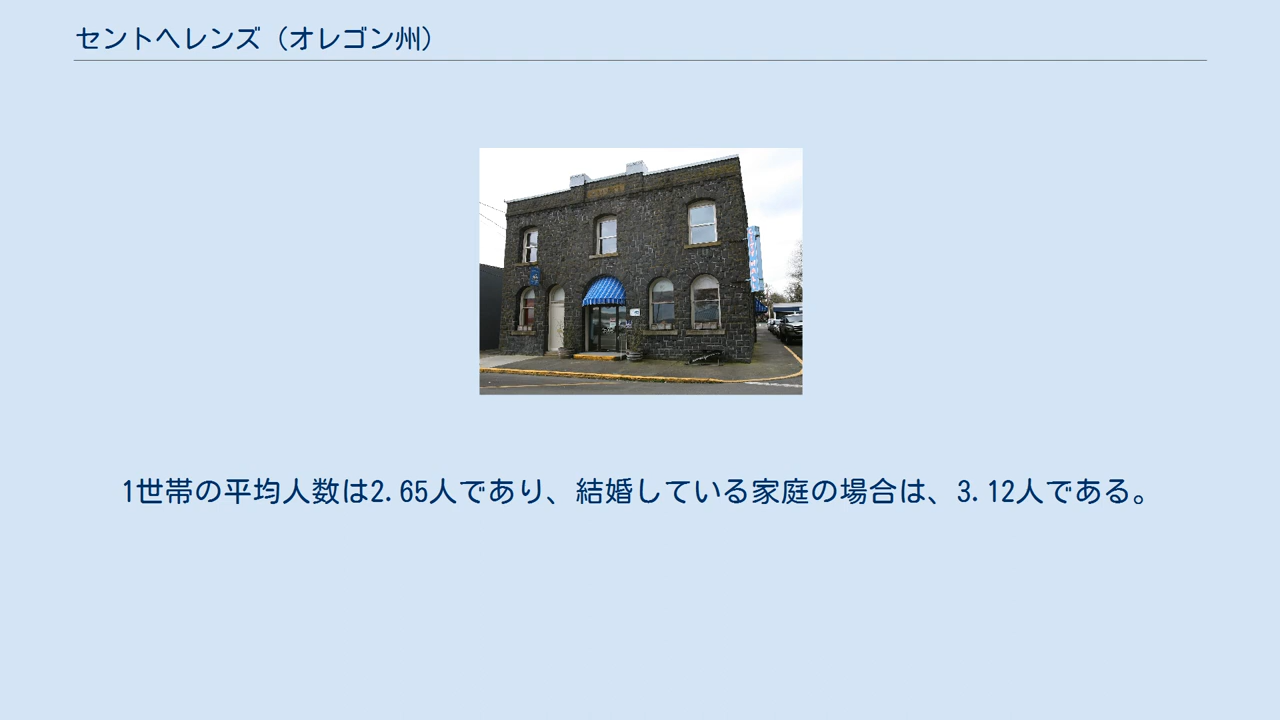 セントヘレンズ（オレゴン州）
1世帯の平均人数は2.65人であり、結婚している家庭の場合は、3.12人である。